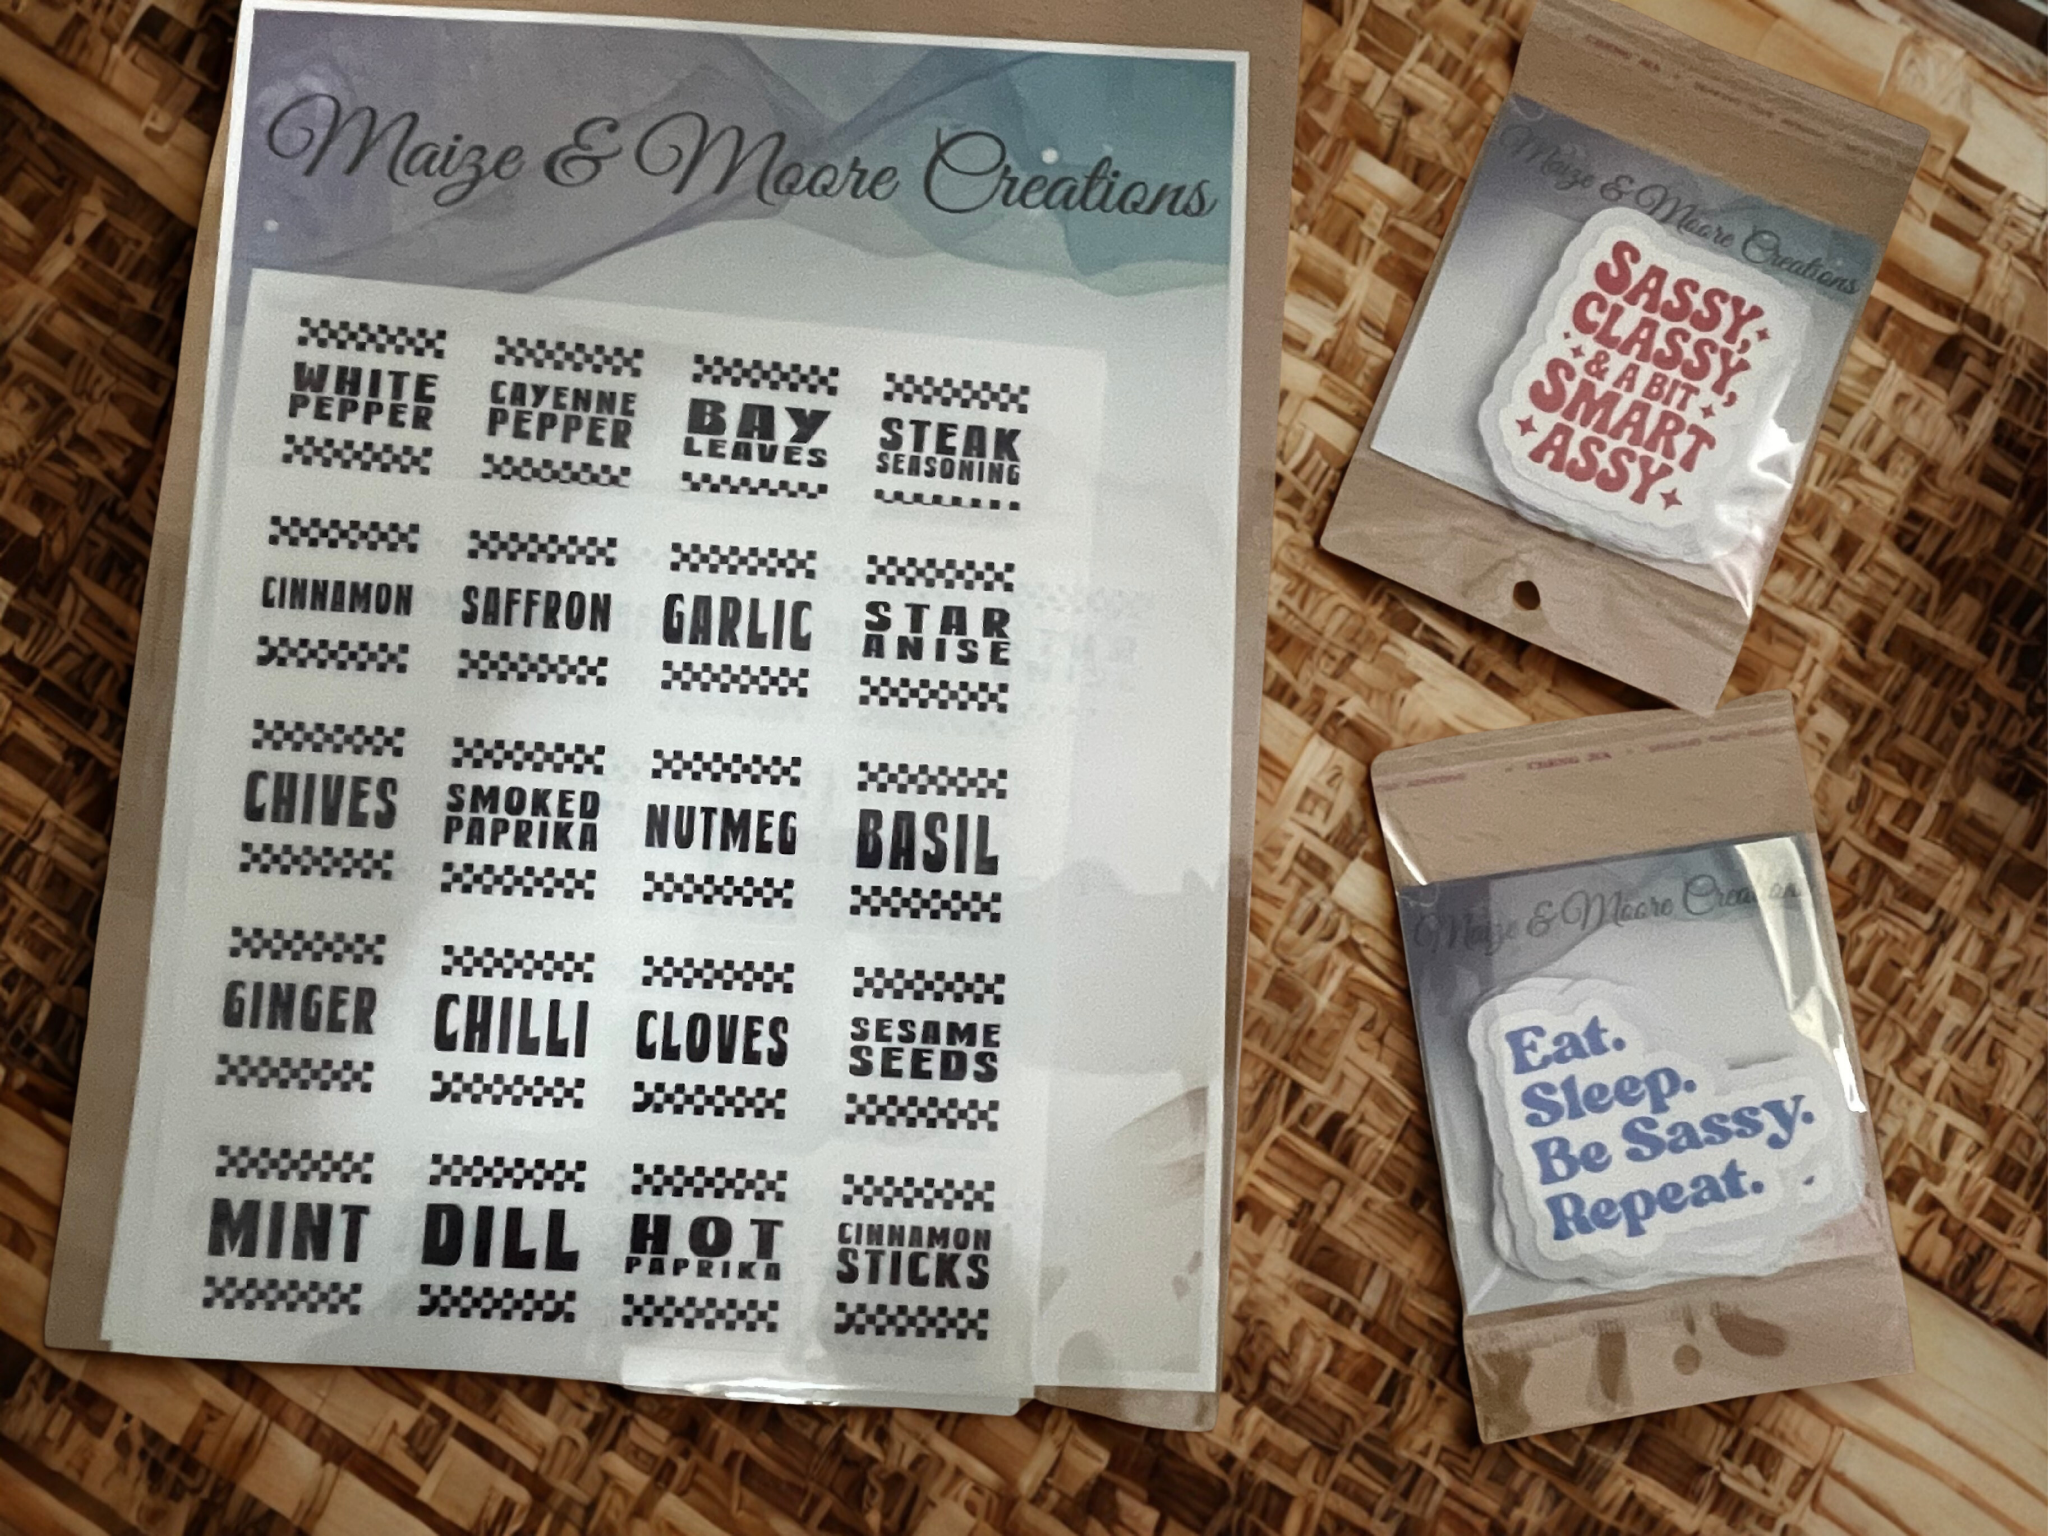 Maize & Moore Creations
WHITE
PEPPER
CAYENNE
PEPPER
BAY
LEAVES
STEAK
SEASONING
CINNAMON
SAFFRON
GARLIC
STAR
ANISE
CHIVES
SMOKED
PAPRIKA
NUTMEG
BASIL
GINGER
CHILLI
CLOVES
SESAME
SEEDS
MINT
DILL
HOT
PAPRIKA
CINNAMON
STICKS
Maize & Moore Creations
SASSY,
CLASSY,
& A BIT
SMART
ASSY
Maize & Moore Creations
Eat.
Sleep.
Be Sassy.
Repeat.